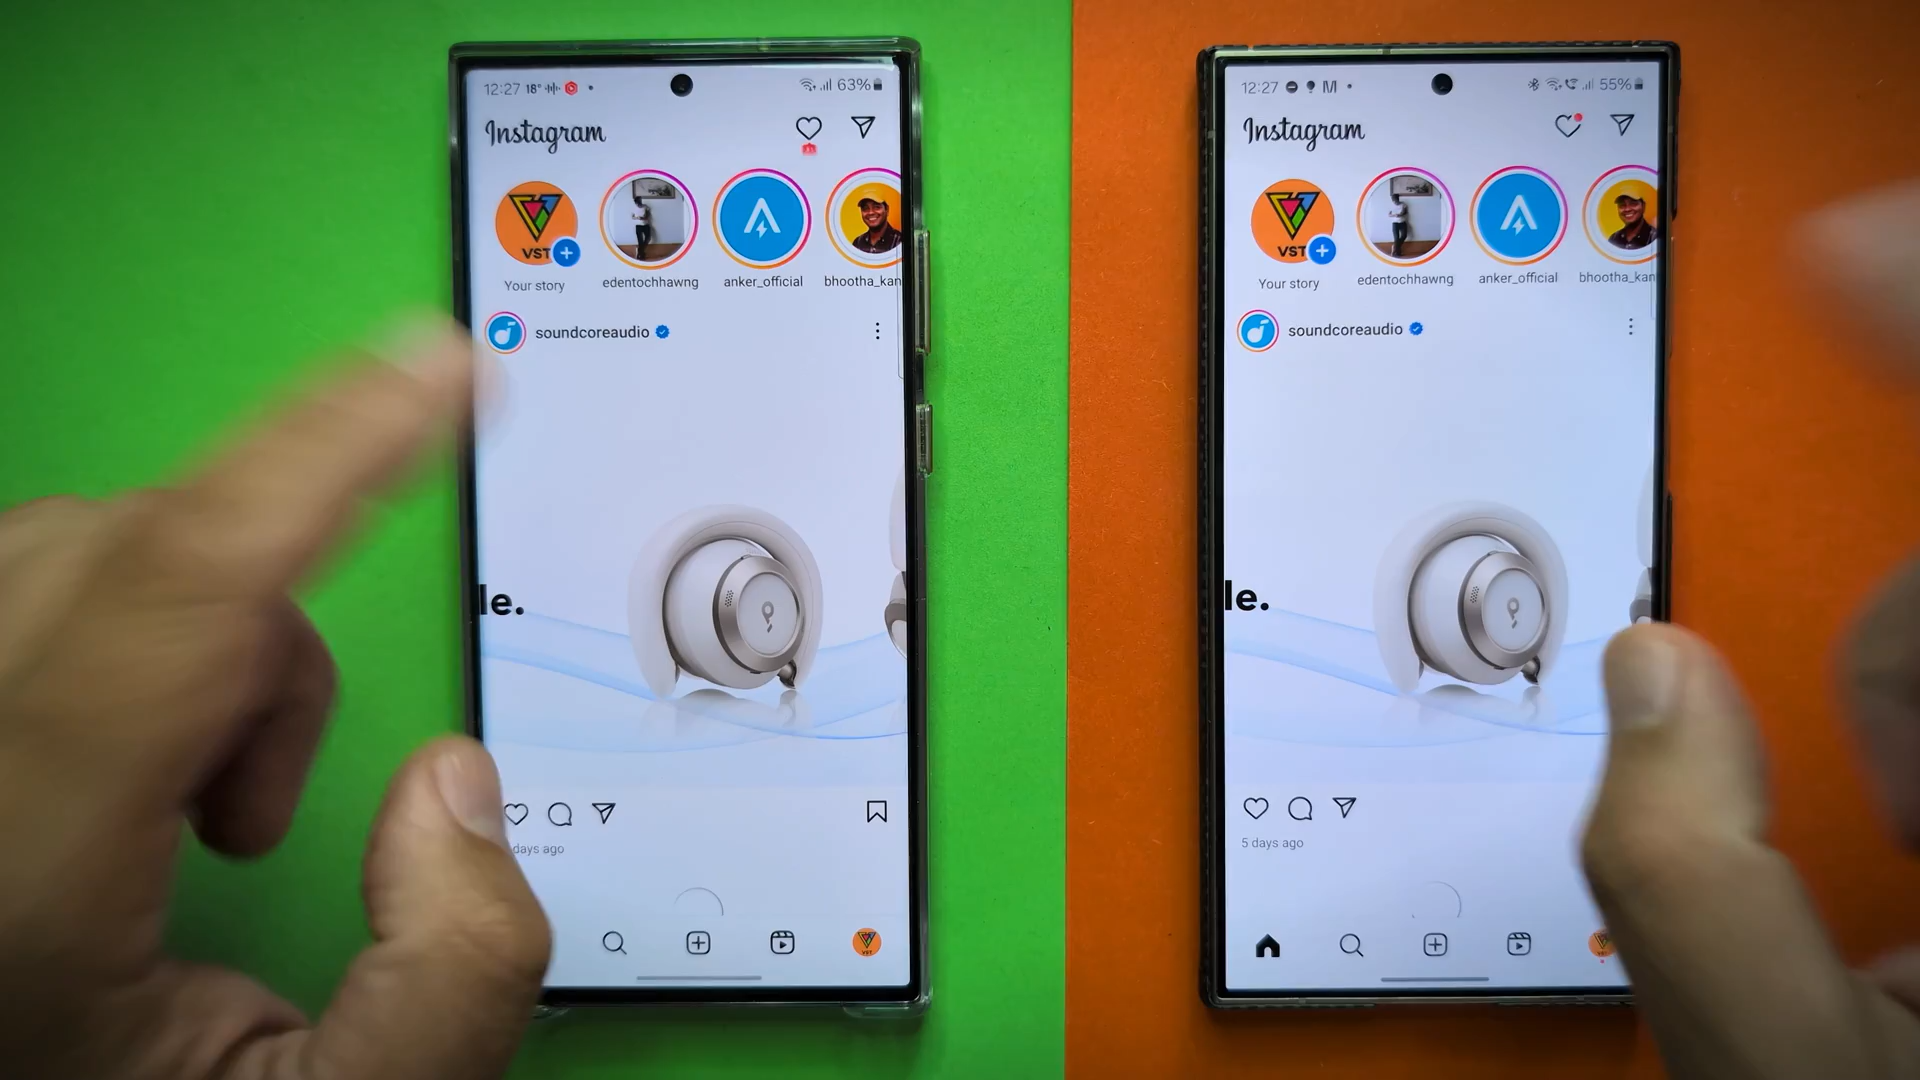 12:27 18° 63%
Instagram
VST
Your story
edentochhawng
anker_official
bhootha_kan
soundcoreaudio
le.
days ago
12:27 M 55%
Instagram
VST
Your story
edentochhawng
anker_official
bhootha_kan
soundcoreaudio
le.
5 days ago